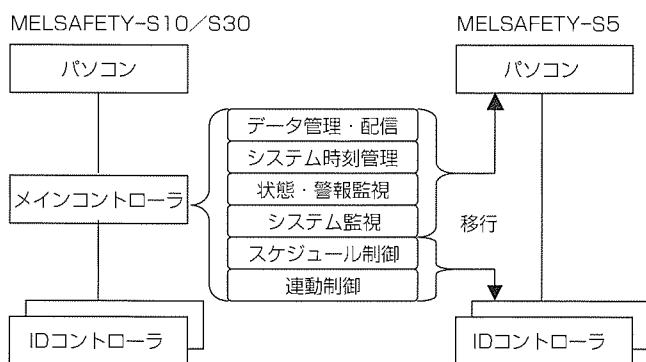 MELSAFETY-S10／S30
MELSAFETY-S5
パソコン
パソコン
データ管理・配信
システム時刻管理
状態・警報監視
システム監視
スケジュール制御
連動制御
メインコントローラ
移行
IDコントローラ
IDコントローラ